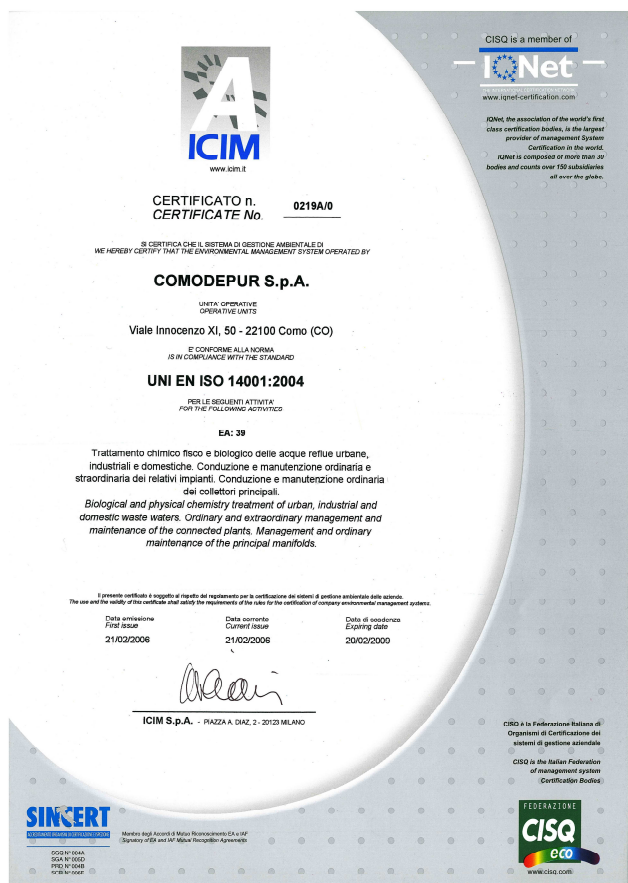 A
ICIM
www.icim.it
CERTIFICATO n.
CERTIFICATE No.
0219A/0
SI CERTIFICA CHE IL SISTEMA DI GESTIONE AMBIENTALE DI
WE HEREBY CERTIFY THAT THE ENVIRONMENTAL MANAGEMENT SYSTEM OPERATED BY
COMODEPUR S.p.A.
UNITA' OPERATIVE
OPERATIVE UNITS
Viale Innocenzo XI, 50 - 22100 Como (CO)
E' CONFORME ALLA NORMA
IS IN COMPLIANCE WITH THE STANDARD
UNI EN ISO 14001:2004
PER LE SEGUENTI ATTIVITA'
FOR THE FOLLOWING ACTIVITIES
EA: 39
Trattamento chimico fisco e biologico delle acque reflue urbane,
industriali e domestiche. Conduzione e manutenzione ordinaria e
straordinaria dei relativi impianti. Conduzione e manutenzione ordinaria
dei collettori principali.
Biological and physical chemistry treatment of urban, industrial and
domestic waste waters. Ordinary and extraordinary management and
maintenance of the connected plants. Management and ordinary
maintenance of the principal manifolds.
Il presente certificato è soggetto al rispetto del regolamento per la certificazione dei sistemi di gestione ambientale delle aziende.
The use and the validity of this certificate shall satisfy the requirements of the rules for the certification of company environmental management systems.
Data emissione
First issue
21/02/2006
Data corrente
Current issue
21/02/2006
Data di scadenza
Expiring date
ICIM S.p.A. - PIAZZA A. DIAZ, 2 - 20123 MILANO
CISQ is a member of
IQNet
THE INTERNATIONAL CERTIFICATION NETWORK
www.iqnet-certification.com
IQNet, the association of the world's first
class certification bodies, is the largest
provider of management System
Certification in the world.
IQNet is composed of more than 30
bodies and counts over 150 subsidiaries
all over the globe.
CISQ è la Federazione Italiana di
Organismi di Certificazione dei
sistemi di gestione aziendale
CISQ is the Italian Federation
of management system
Certification Bodies
FEDERAZIONE
CISQ
eco
www.cisq.com
SINCERT
Membro degli Accordi di Mutuo Riconoscimento EA e IAF
Signatory of EA and IAF Mutual Recognition Agreements
SGQ N° 004A
SGA N° 005D
PRD N° 004B